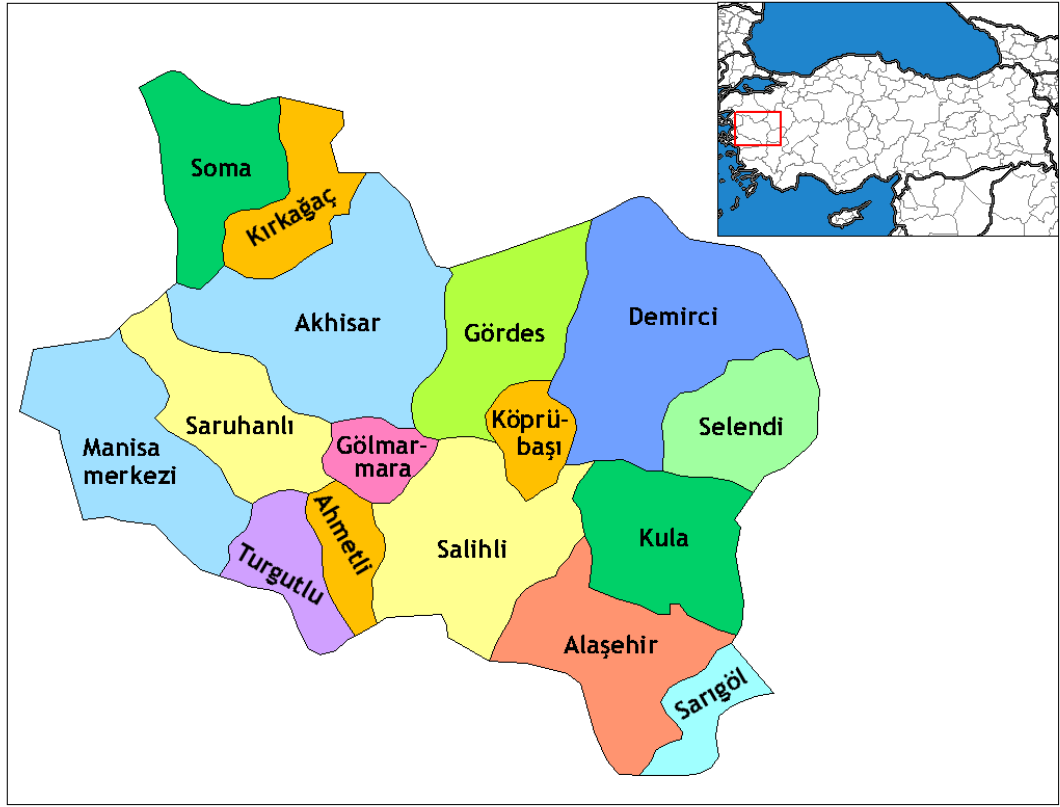 Soma
Kırkağaç
Akhisar
Gördes
Demirci
Köprü-
başı
Selendi
Saruhanlı
Gölmar-
mara
Manisa
merkezi
Ahmetli
Turgutlu
Salihli
Kula
Alaşehir
Sarıgöl